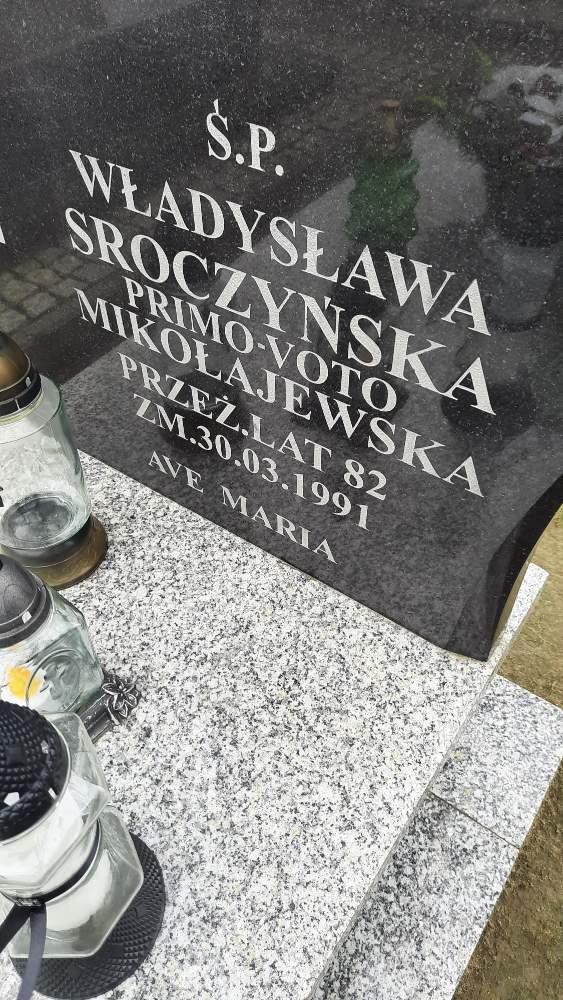 Ś.P.
WŁADYSŁAWA
SROCZYŃSKA
PRIMO-VOTO
MIKOŁAJEWSKA
PRZEŻ.LAT 82
ZM.30.03.1991
AVE MARIA